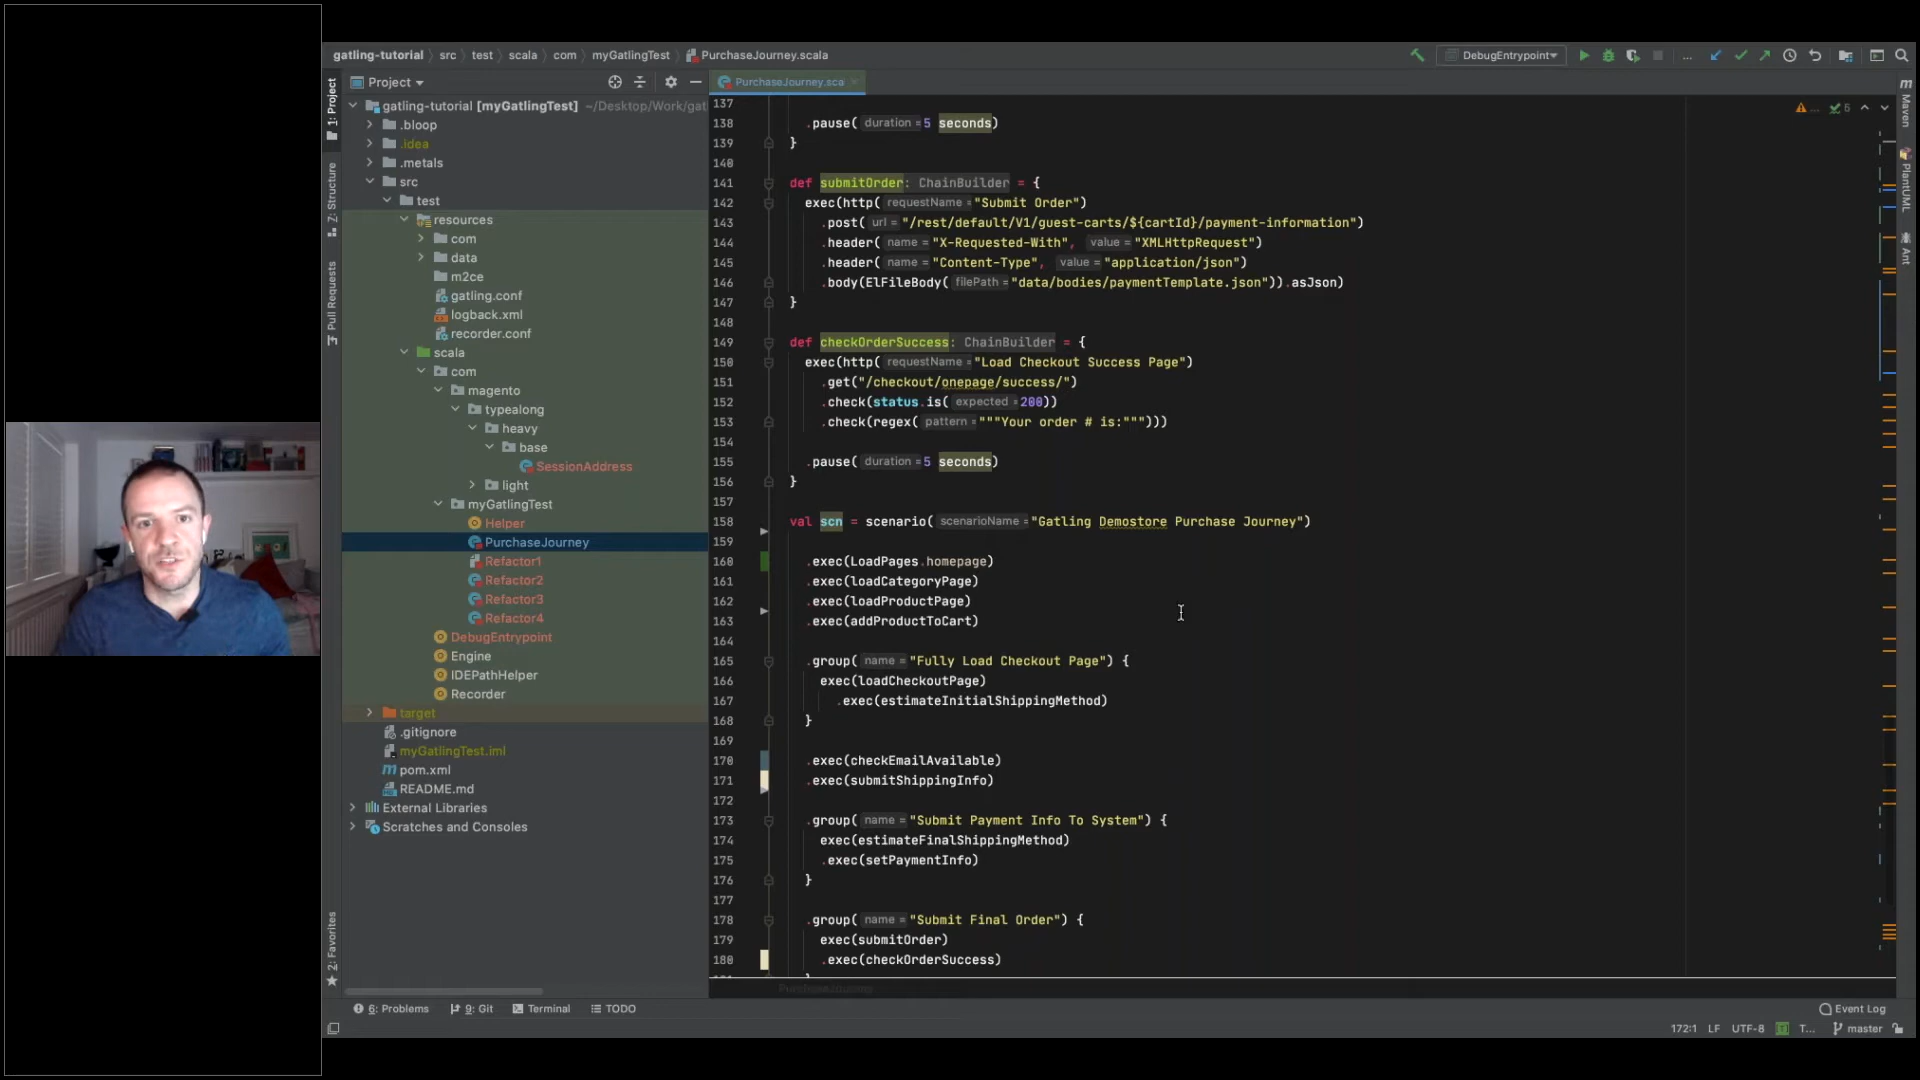 gatling-tutorial src test scala com myGatlingTest PurchaseJourney.scala
DebugEntrypoint
...
1: Project
Z: Structure
Pull Requests
2: Favorites
Project
gatling-tutorial [myGatlingTest] ~/Desktop/Work/gat
.bloop
.idea
.metals
src
test
resources
com
data
m2ce
gatling.conf
logback.xml
recorder.conf
scala
com
magento
typealong
heavy
base
SessionAddress
light
myGatlingTest
Helper
PurchaseJourney
Refactor1
Refactor2
Refactor3
Refactor4
DebugEntrypoint
Engine
IDEPathHelper
Recorder
target
.gitignore
myGatlingTest.iml
pom.xml
README.md
External Libraries
Scratches and Consoles
PurchaseJourney.sca
... 5
137
138 .pause( duration = 5 seconds)
139 }
140
141 def submitOrder: ChainBuilder = {
142 exec(http( requestName = "Submit Order")
143 .post( url = "/rest/default/V1/guest-carts/${cartId}/payment-information")
144 .header( name = "X-Requested-With", value = "XMLHttpRequest")
145 .header( name = "Content-Type", value = "application/json")
146 .body(ElFileBody( filePath = "data/bodies/paymentTemplate.json")).asJson)
147 }
148
149 def checkOrderSuccess: ChainBuilder = {
150 exec(http( requestName = "Load Checkout Success Page")
151 .get("/checkout/onepage/success/")
152 .check(status.is( expected = 200))
153 .check(regex( pattern = """Your order # is:""")))
154
155 .pause( duration = 5 seconds)
156 }
157
158 val scn = scenario( scenarioName = "Gatling Demostore Purchase Journey")
159
160 .exec(LoadPages.homepage)
161 .exec(loadCategoryPage)
162 .exec(loadProductPage)
163 .exec(addProductToCart)
164
165 .group( name = "Fully Load Checkout Page") {
166 exec(loadCheckoutPage)
167 .exec(estimateInitialShippingMethod)
168 }
169
170 .exec(checkEmailAvailable)
171 .exec(submitShippingInfo)
172
173 .group( name = "Submit Payment Info To System") {
174 exec(estimateFinalShippingMethod)
175 .exec(setPaymentInfo)
176 }
177
178 .group( name = "Submit Final Order") {
179 exec(submitOrder)
180 .exec(checkOrderSuccess)
PurchaseJourney
m Maven
PlantUML
Ant
6: Problems 9: Git Terminal TODO
Event Log
172:1 LF UTF-8 T... master